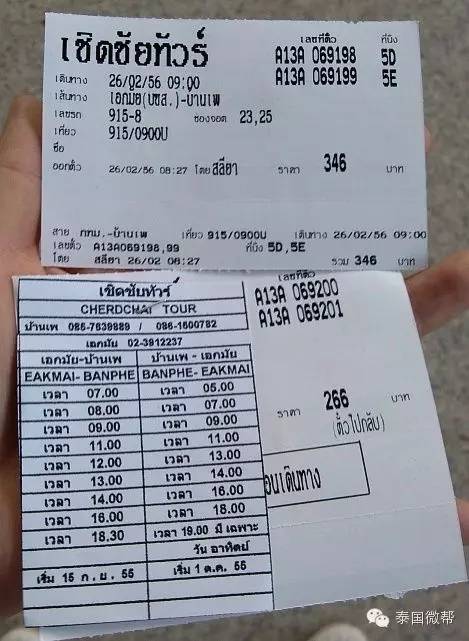 เชิดชัยทัวร์
เลขที่ตั๋ว ที่นั่ง
A13A 069198 5D
A13A 069199 5E
เดินทาง 26/02/56 09:00
เส้นทาง เอกมัย(บขส.)-บ้านเพ
เลขรถ 915-8 ช่องจอด 23,25
เที่ยว 915/0900U
ชื่อ
ออกตั๋ว 26/02/56 08:27 โดย สลียา ราคา 346 บาท
สาย กทม.-บ้านเพ เที่ยว 915/0900U เดินทาง 26/02/56 09:00
เลขตั๋ว A13A069198,99 ที่นั่ง 5D,5E
โดย สลียา 26/02 08:27 รวม 346 บาท
เลขที่ตั๋ว
A13A 069200
A13A 069201
ราคา 266 บาท
(ตั๋วไปกลับ)
เดินทาง
เชิดชัยทัวร์
CHERDCHAI TOUR
บ้านเพ 086-7639889 / 086-1600782
เอกมัย 02-3912237
เอกมัย-บ้านเพ บ้านเพ - เอกมัย
EAKMAI- BANPHE BANPHE- EAKMAI
เวลา 07.00 เวลา 05.00
เวลา 08.00 เวลา 07.00
เวลา 09.00 เวลา 09.00
เวลา 11.00 เวลา 11.00
เวลา 12.00 เวลา 13.00
เวลา 13.00 เวลา 14.00
เวลา 14.00 เวลา 16.00
เวลา 16.00 เวลา 18.00
เวลา 18.30 เวลา 19.00 มี เฉพาะ
วัน อาทิตย์
เริ่ม 15 ก.ย. 55 เริ่ม 1 ต.ค. 55
泰国微帮